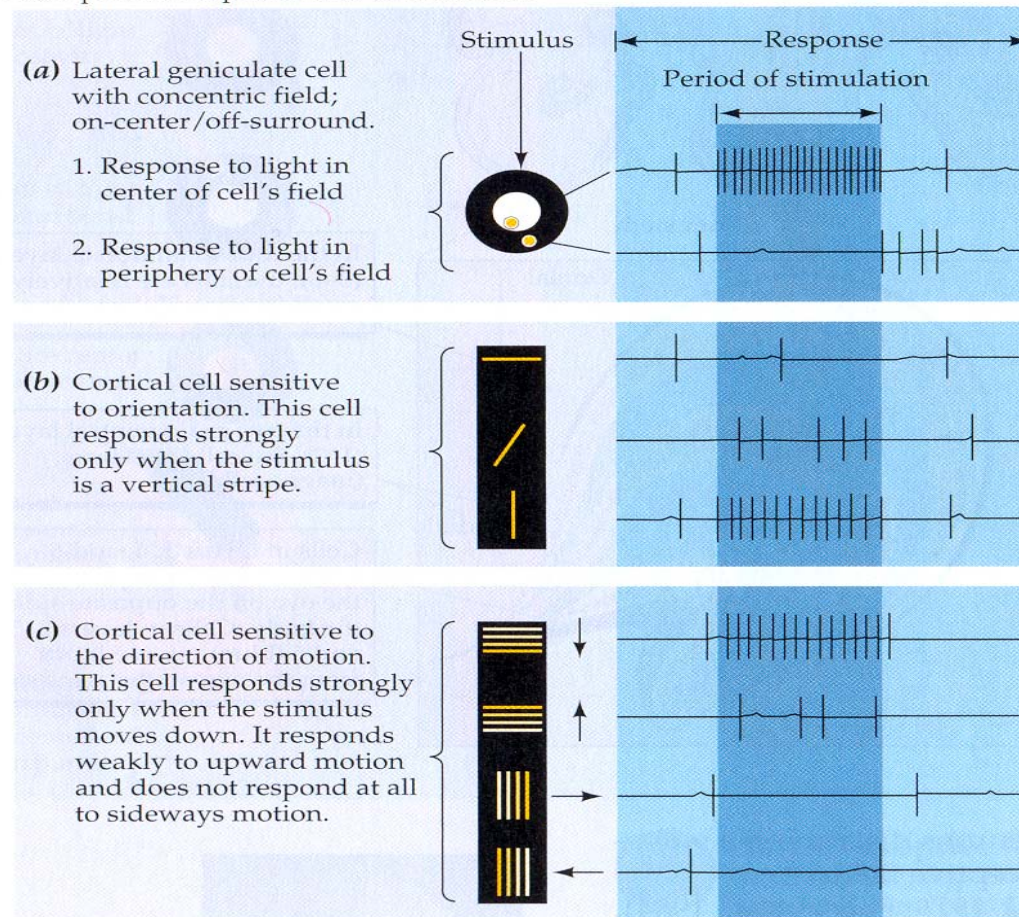 Stimulus
Response
Period of stimulation
(a) Lateral geniculate cell
with concentric field;
on-center/off-surround.
1. Response to light in
center of cell's field
2. Response to light in
periphery of cell's field
(b) Cortical cell sensitive
to orientation. This cell
responds strongly
only when the stimulus
is a vertical stripe.
(c) Cortical cell sensitive to
the direction of motion.
This cell responds strongly
only when the stimulus
moves down. It responds
weakly to upward motion
and does not respond at all
to sideways motion.